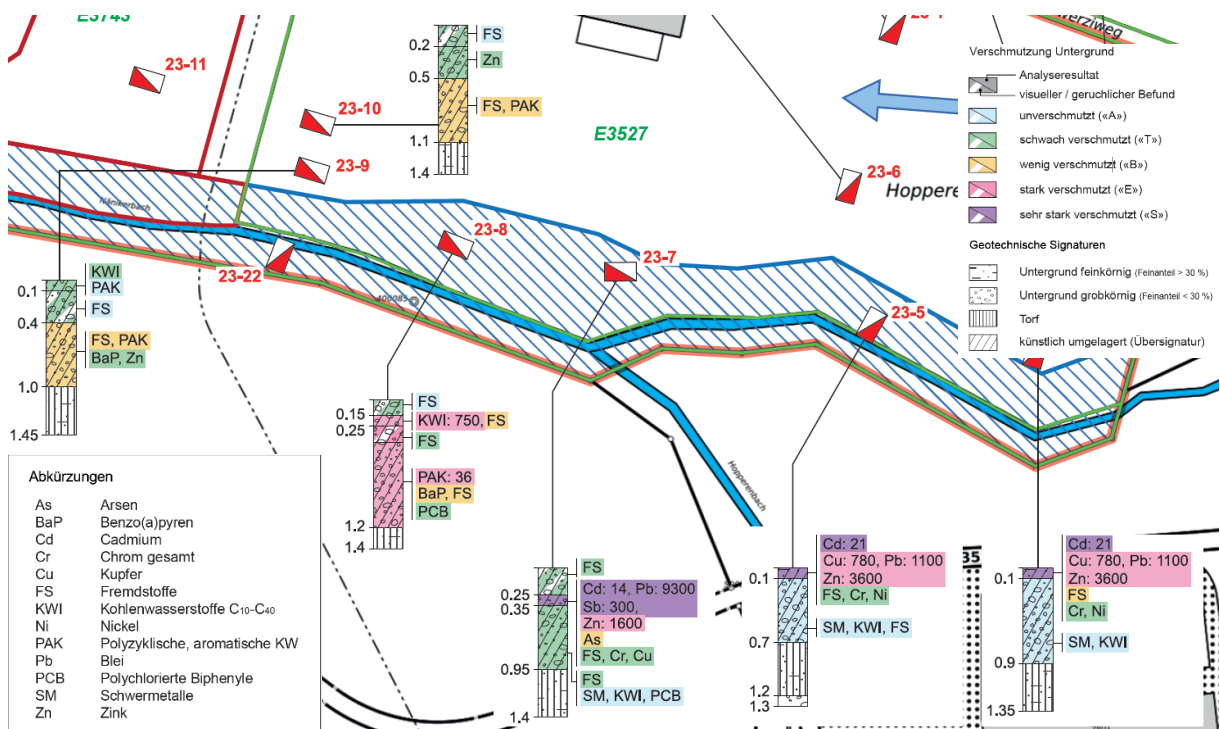 E3743
23-11
23-10
23-9
Nänikerbach
23-22
0.2
0.5
1.1
1.4
FS
Zn
FS, PAK
E3527
23-8
23-7
23-6
23-5
400085
Hopperenbach
Verschmutzung Untergrund
Analyseresultat
visueller / geruchlicher Befund
unverschmutzt («A»)
schwach verschmutzt («T»)
wenig verschmutzt («B»)
stark verschmutzt («E»)
sehr stark verschmutzt («S»)
Geotechnische Signaturen
Untergrund feinkörnig (Feinanteil > 30 %)
Untergrund grobkörnig (Feinanteil < 30 %)
Torf
künstlich umgelagert (Übersignatur)
0.1
0.4
1.0
1.45
KWI
PAK
FS
FS, PAK
BaP, Zn
0.15
0.25
1.2
1.4
FS
KWI: 750, FS
FS
PAK: 36
BaP, FS
PCB
0.25
0.35
0.95
1.4
FS
Cd: 14, Pb: 9300
Sb: 300,
Zn: 1600
As
FS, Cr, Cu
FS
SM, KWI, PCB
0.1
0.7
1.2
1.3
Cd: 21
Cu: 780, Pb: 1100
Zn: 3600
FS, Cr, Ni
SM, KWI, FS
35
0.1
0.9
1.35
Cd: 21
Cu: 780, Pb: 1100
Zn: 3600
FS
Cr, Ni
SM, KWI
Abkürzungen
As Arsen
BaP Benzo(a)pyren
Cd Cadmium
Cr Chrom gesamt
Cu Kupfer
FS Fremdstoffe
KWI Kohlenwasserstoffe C10-C40
Ni Nickel
PAK Polyzyklische, aromatische KW
Pb Blei
PCB Polychlorierte Biphenyle
SM Schwermetalle
Zn Zink